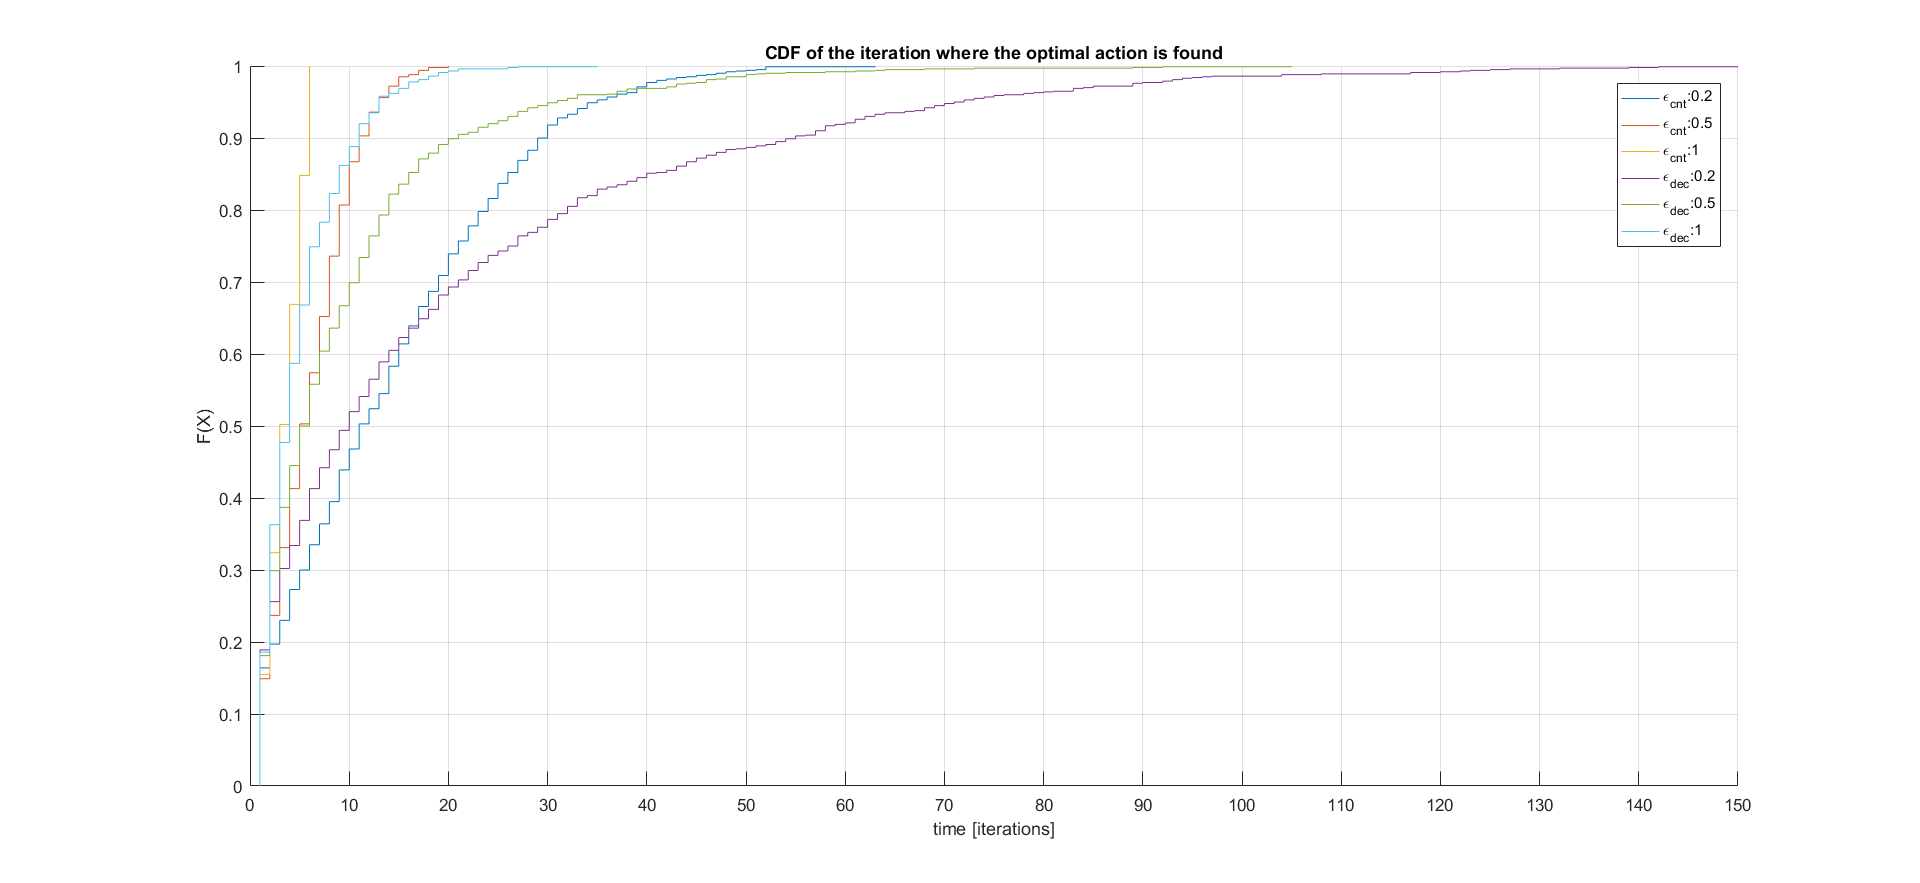 CDF of the iteration where the optimal action is found
1
0.9
0.8
0.7
0.6
0.5
0.4
0.3
0.2
0.1
0
F(X)
ϵcnt:0.2
ϵcnt:0.5
ϵcnt:1
ϵdec:0.2
ϵdec:0.5
ϵdec:1
0 10 20 30 40 50 60 70 80 90 100 110 120 130 140 150
time [iterations]